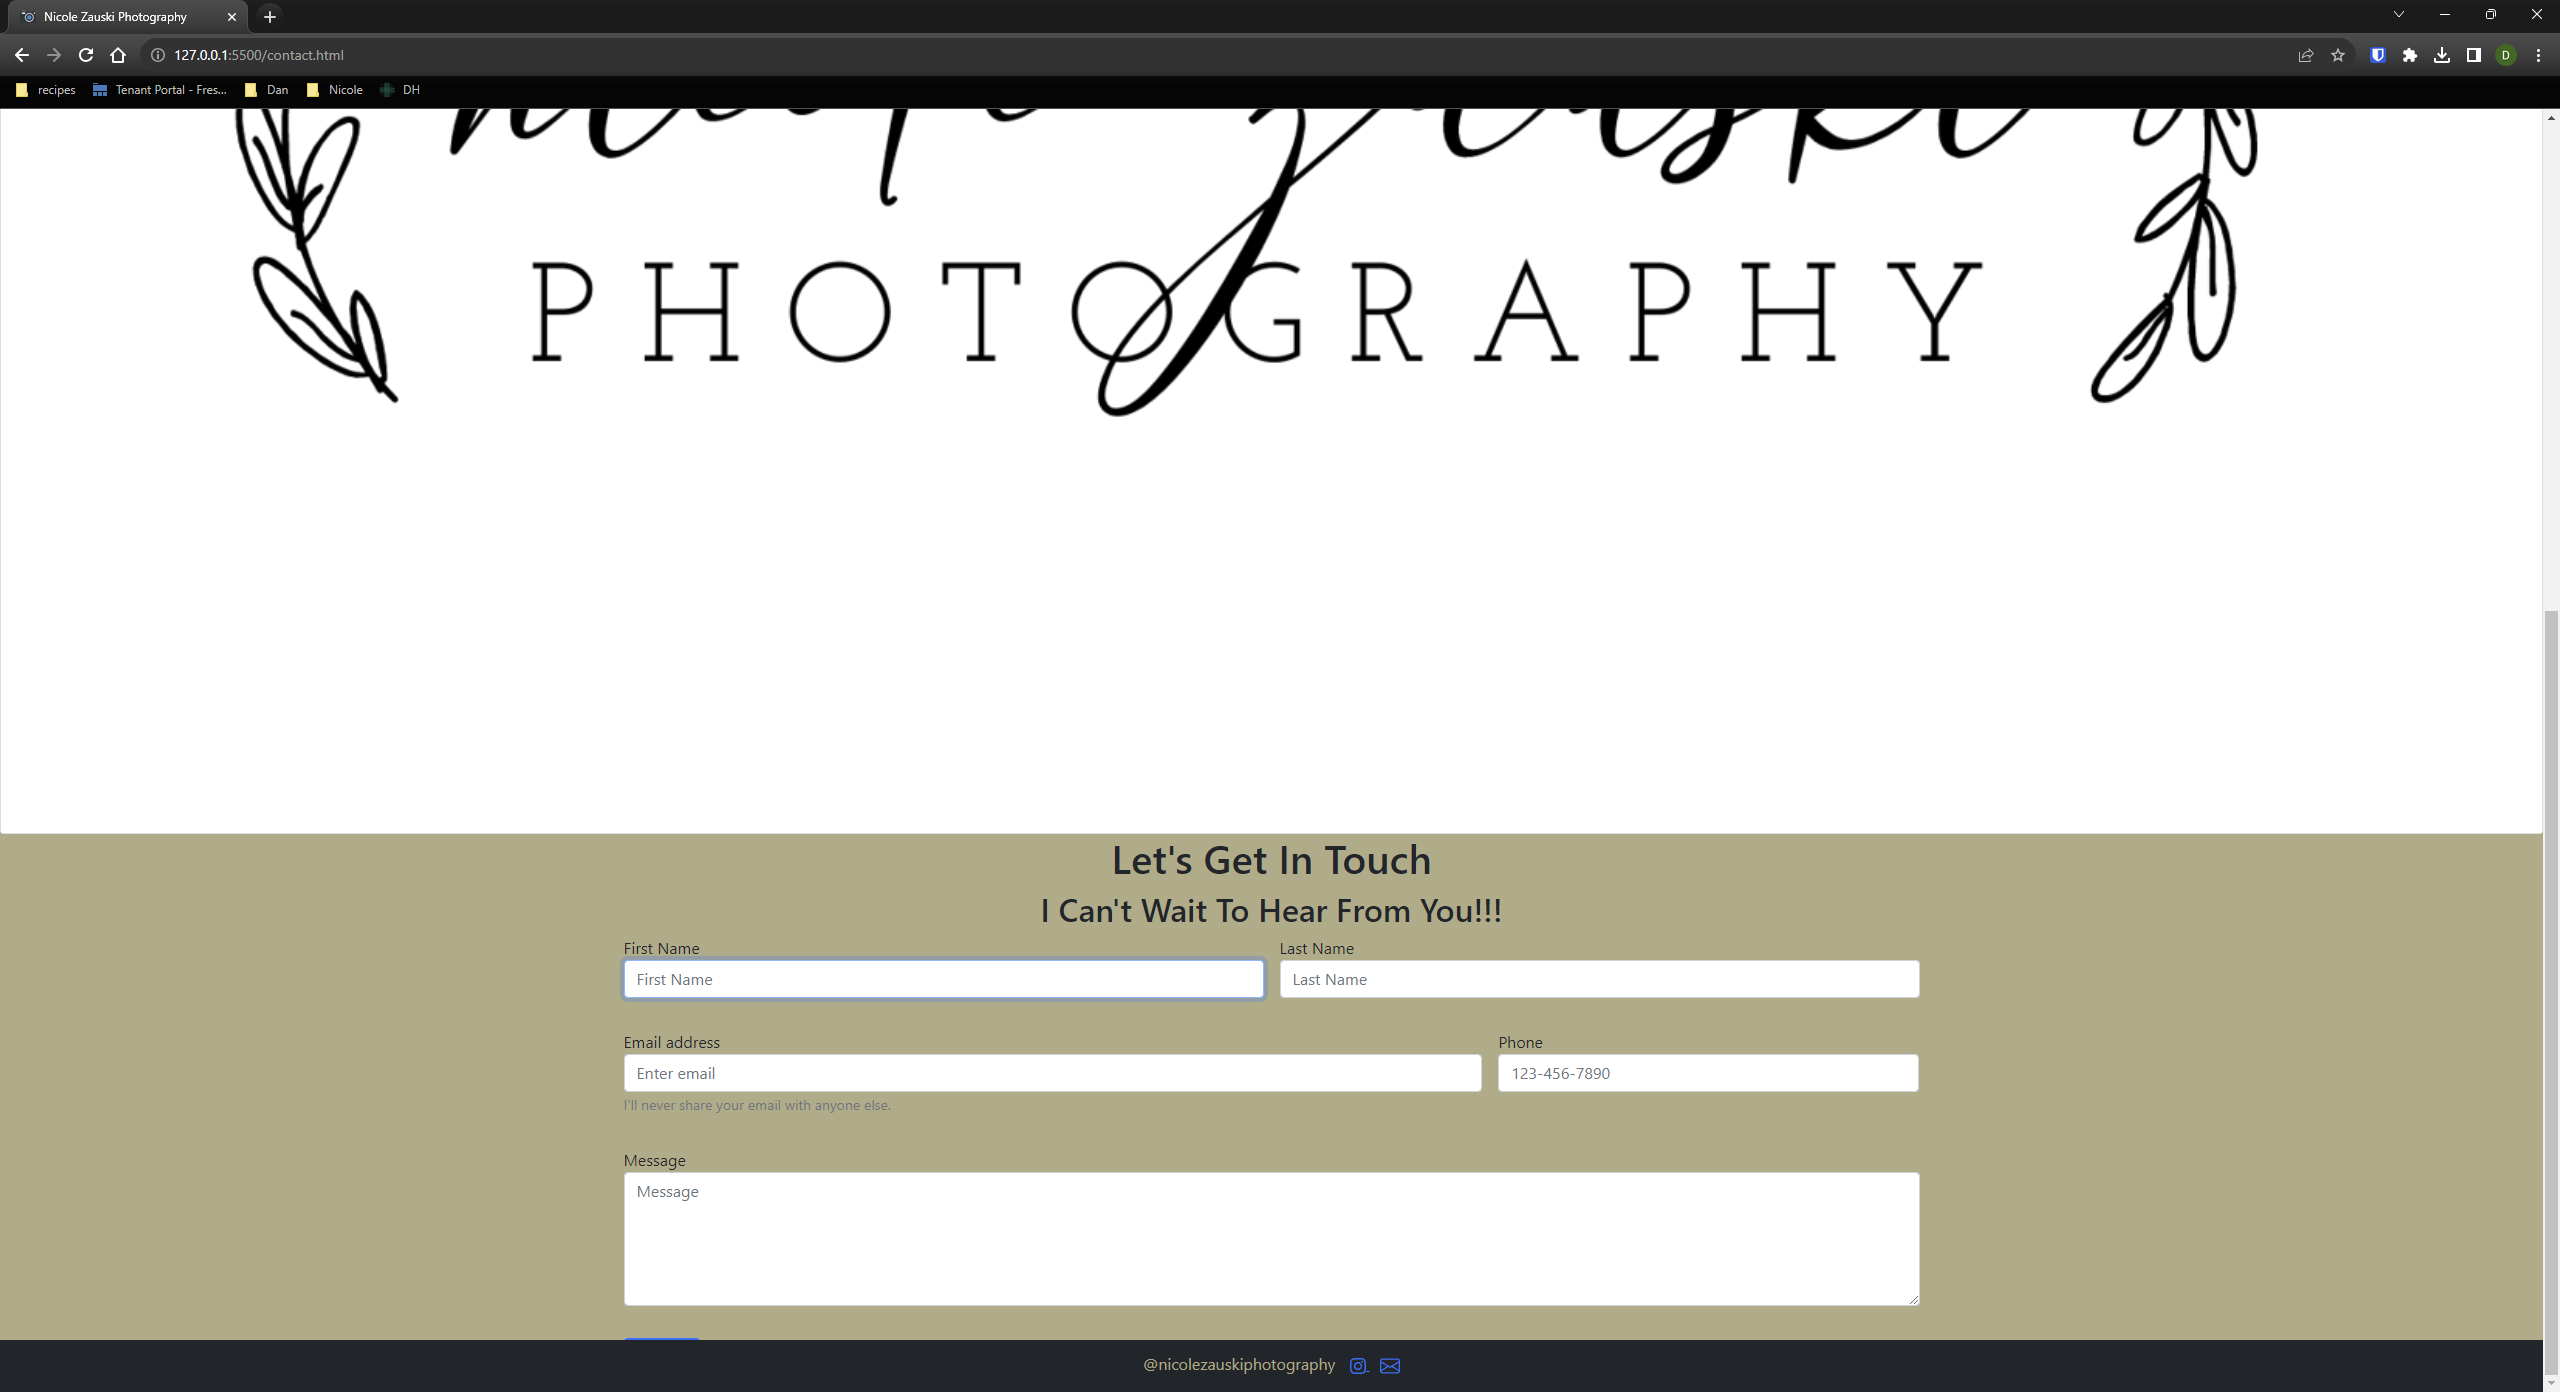 Nicole Zauski Photography
127.0.0.1:5500/contact.html
D
recipes
Tenant Portal - Fres...
Dan
Nicole
DH
PHOTOGRAPHY
Let's Get In Touch
I Can't Wait To Hear From You!!!
First Name
Last Name
First Name
Last Name
Email address
Phone
Enter email
123-456-7890
I'll never share your email with anyone else.
Message
Message
@nicolezauskiphotography